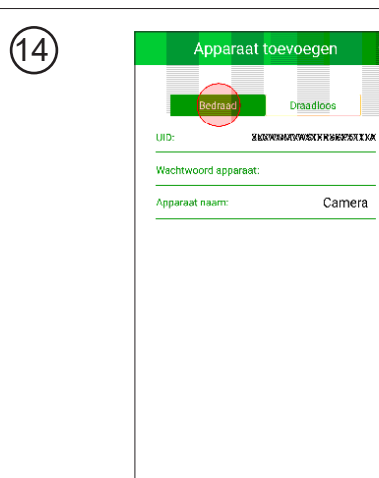 14
Apparaat toevoegen
Bedraad Draadloos
UID:
Wachtwoord apparaat:
Apparaat naam: Camera